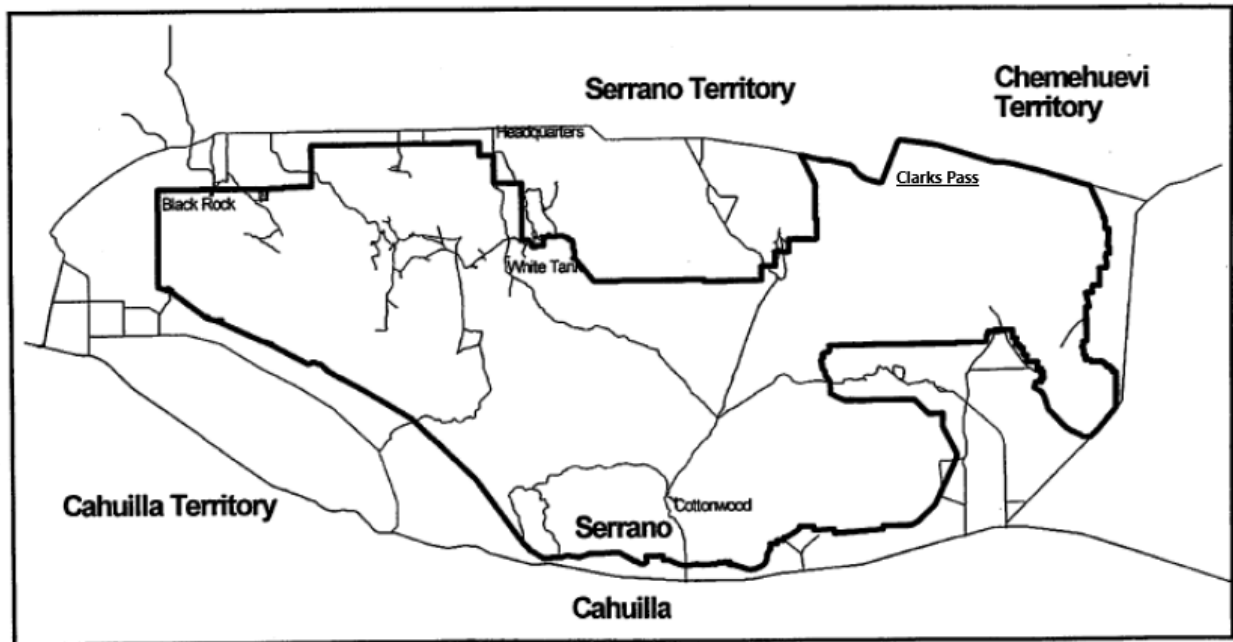 Serrano Territory
Chemehuevi
Territory
Headquarters
Clarks Pass
Black Rock
White Tank
Cahuilla Territory
Cottonwood
Serrano
Cahuilla